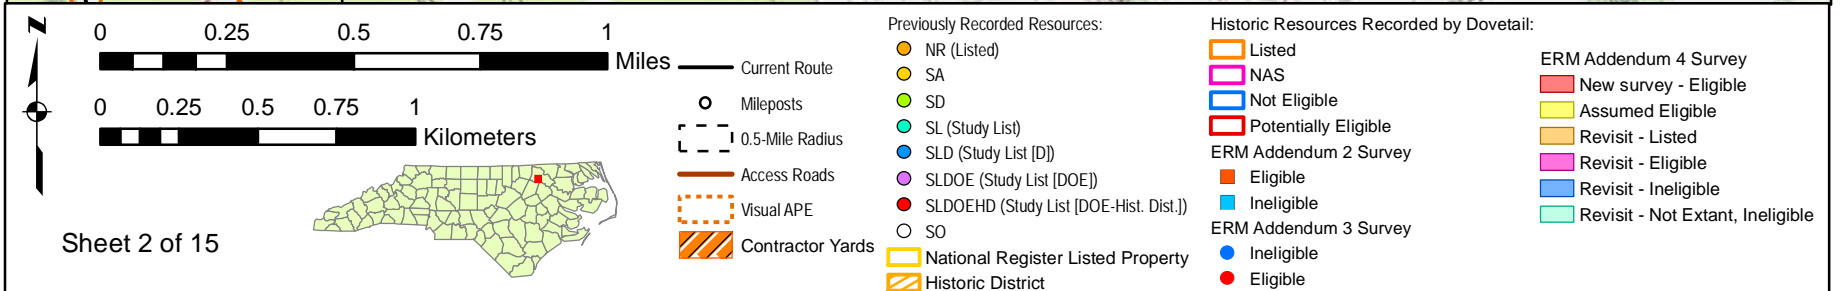 N
0 0.25 0.5 0.75 1
Miles
0 0.25 0.5 0.75 1
Kilometers
Sheet 2 of 15
Current Route
Mileposts
0.5-Mile Radius
Access Roads
Visual APE
Contractor Yards
Previously Recorded Resources:
NR (Listed)
SA
SD
SL (Study List)
SLD (Study List [D])
SLDOE (Study List [DOE])
SLDOEHD (Study List [DOE-Hist. Dist.])
SO
National Register Listed Property
Historic District
Historic Resources Recorded by Dovetail:
Listed
NAS
Not Eligible
Potentially Eligible
ERM Addendum 2 Survey
Eligible
Ineligible
ERM Addendum 3 Survey
Ineligible
Eligible
ERM Addendum 4 Survey
New survey - Eligible
Assumed Eligible
Revisit - Listed
Revisit - Eligible
Revisit - Ineligible
Revisit - Not Extant, Ineligible